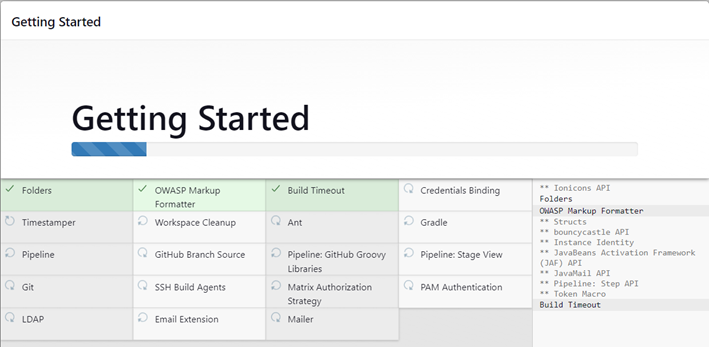 Getting Started
Getting Started
Folders
OWASP Markup
Formatter
Build Timeout
Credentials Binding
Timestamper
Workspace Cleanup
Ant
Gradle
Pipeline
GitHub Branch Source
Pipeline: GitHub Groovy
Libraries
Pipeline: Stage View
Git
SSH Build Agents
Matrix Authorization
Strategy
PAM Authentication
LDAP
Email Extension
Mailer
** Ionicons API
Folders
OWASP Markup Formatter
** Structs
** bouncycastle API
** Instance Identity
** JavaBeans Activation Framework
(JAF) API
** JavaMail API
** Pipeline: Step API
** Token Macro
Build Timeout